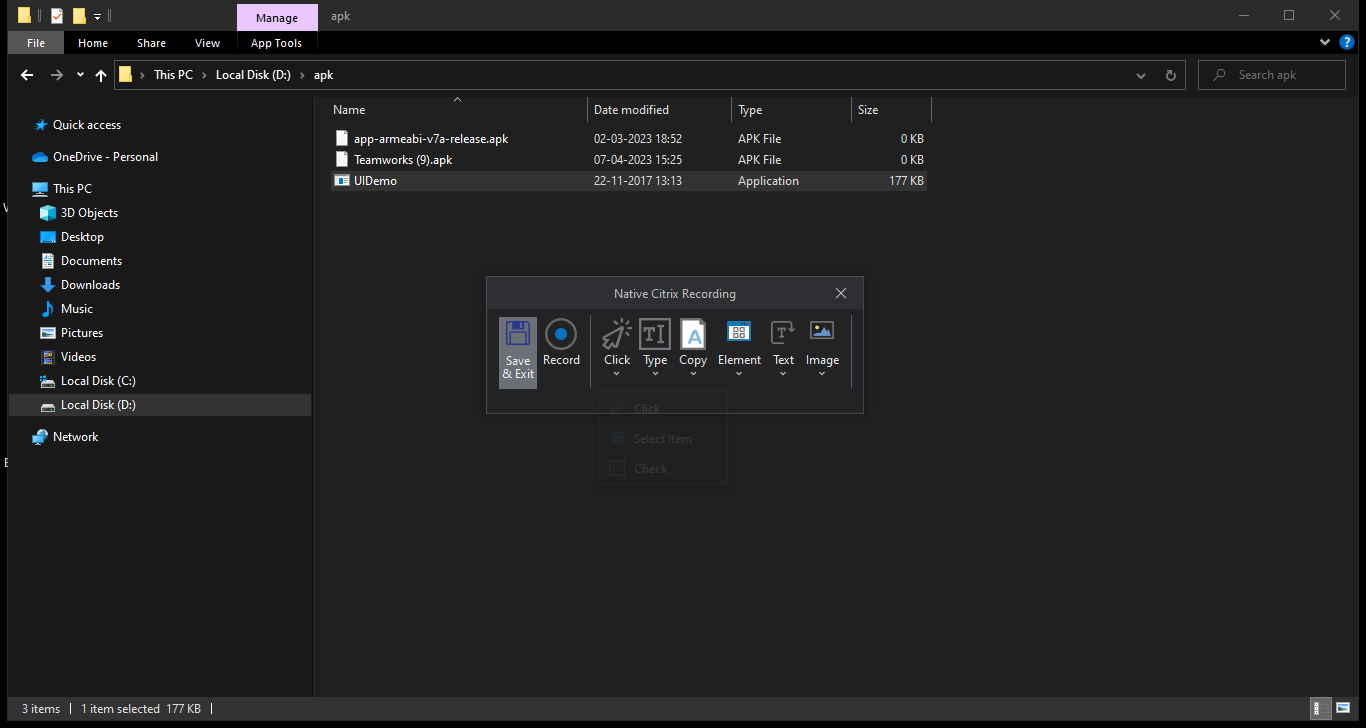 Manage
apk
File Home Share View App Tools
This PC Local Disk (D:) apk
Search apk
Name Date modified Type Size
app-armeabi-v7a-release.apk 02-03-2023 18:52 APK File 0 KB
Teamworks (9).apk 07-04-2023 15:25 APK File 0 KB
UIDemo 22-11-2017 13:13 Application 177 KB
Quick access
OneDrive - Personal
This PC
3D Objects
Desktop
Documents
Downloads
Music
Pictures
Videos
Local Disk (C:)
Local Disk (D:)
Network
Native Citrix Recording
Save
& Exit
Record
Click
Type
Copy
Element
Text
Image
Click
Select Item
Check
3 items 1 item selected 177 KB